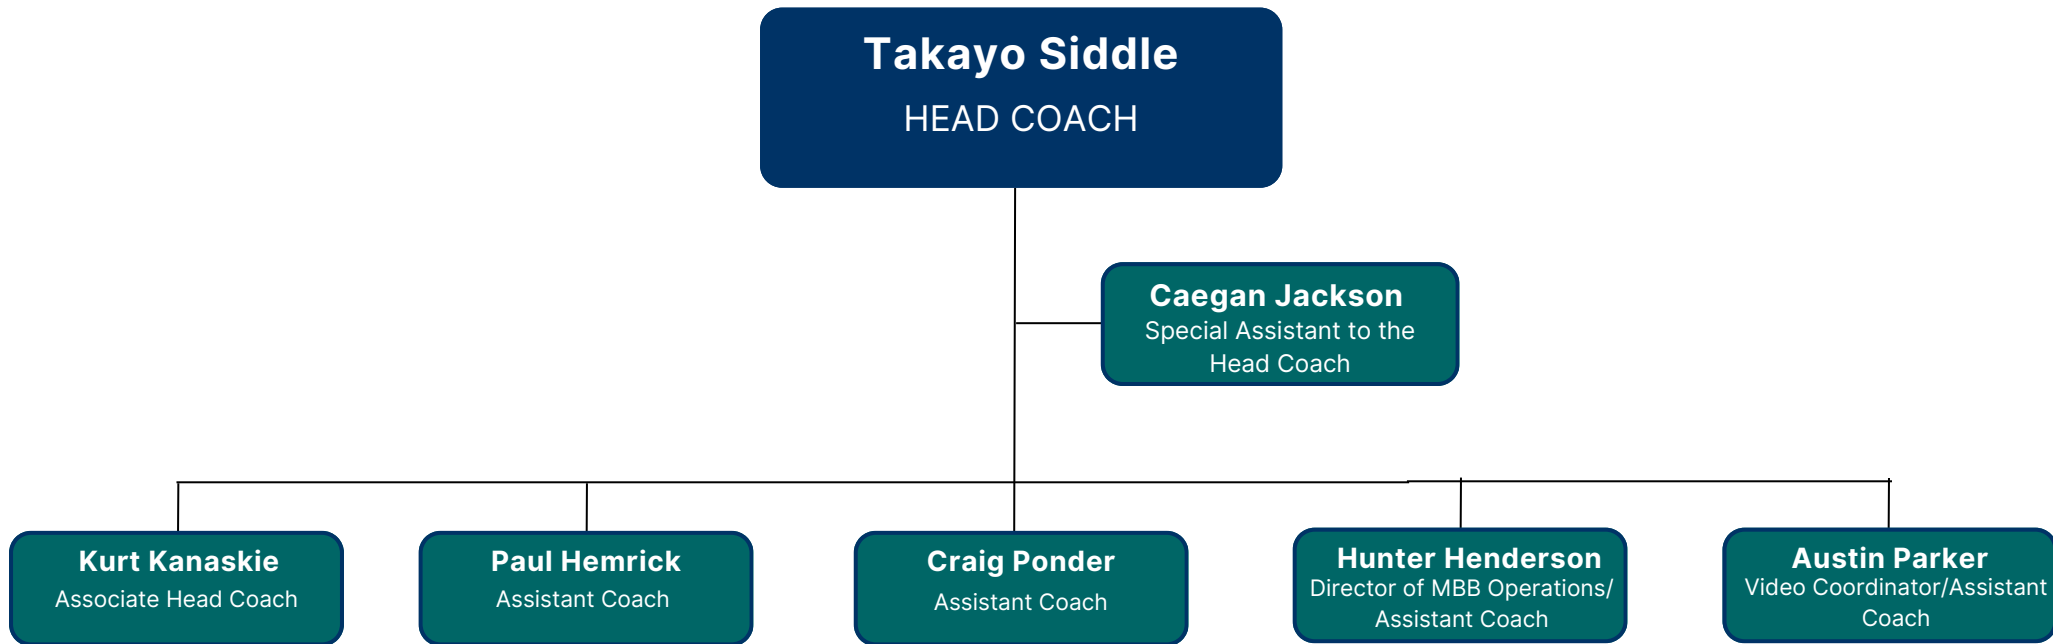 Takayo Siddle
HEAD COACH
Caegan Jackson
Special Assistant to the
Head Coach
Kurt Kanaskie
Associate Head Coach
Paul Hemrick
Assistant Coach
Craig Ponder
Assistant Coach
Hunter Henderson
Director of MBB Operations/
Assistant Coach
Austin Parker
Video Coordinator/Assistant
Coach